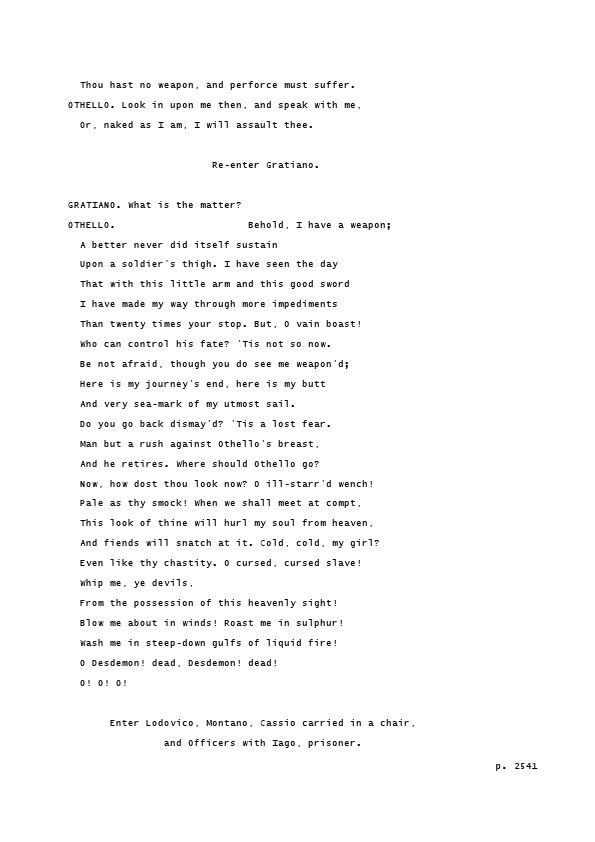 Thou hast no weapon, and perforce must suffer.
OTHELLO. Look in upon me then, and speak with me,
Or, naked as I am, I will assault thee.
Re-enter Gratiano.
GRATIANO. What is the matter?
OTHELLO. Behold, I have a weapon;
A better never did itself sustain
Upon a soldier's thigh. I have seen the day
That with this little arm and this good sword
I have made my way through more impediments
Than twenty times your stop. But, O vain boast!
Who can control his fate? 'Tis not so now.
Be not afraid, though you do see me weapon'd;
Here is my journey's end, here is my butt
And very sea-mark of my utmost sail.
Do you go back dismay'd? 'Tis a lost fear.
Man but a rush against Othello's breast,
And he retires. Where should Othello go?
Now, how dost thou look now? O ill-starr'd wench!
Pale as thy smock! When we shall meet at compt,
This look of thine will hurl my soul from heaven,
And fiends will snatch at it. Cold, cold, my girl?
Even like thy chastity. O cursed, cursed slave!
Whip me, ye devils,
From the possession of this heavenly sight!
Blow me about in winds! Roast me in sulphur!
Wash me in steep-down gulfs of liquid fire!
O Desdemon! dead, Desdemon! dead!
O! O! O!
Enter Lodovico, Montano, Cassio carried in a chair,
and Officers with Iago, prisoner.
p. 2541